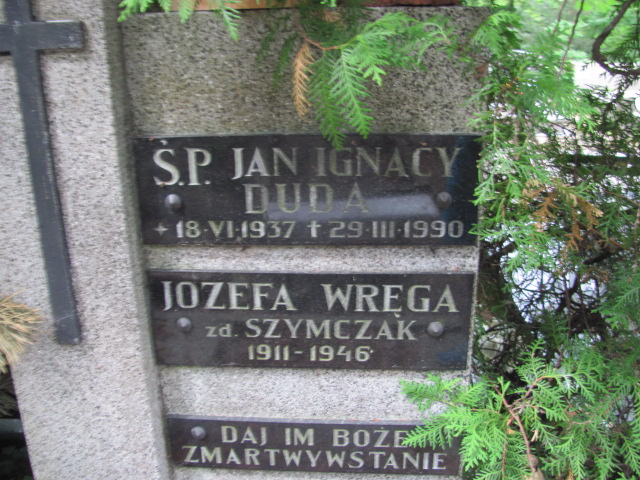 Ś.P. JAN IGNACY
DUDA
+ 18·VI·1937 † 29·III·1990
JOZEFA WRĘGA
zd. SZYMCZAK
1911-1946
DAJ IM BOŻE
ZMARTWYWSTANIE